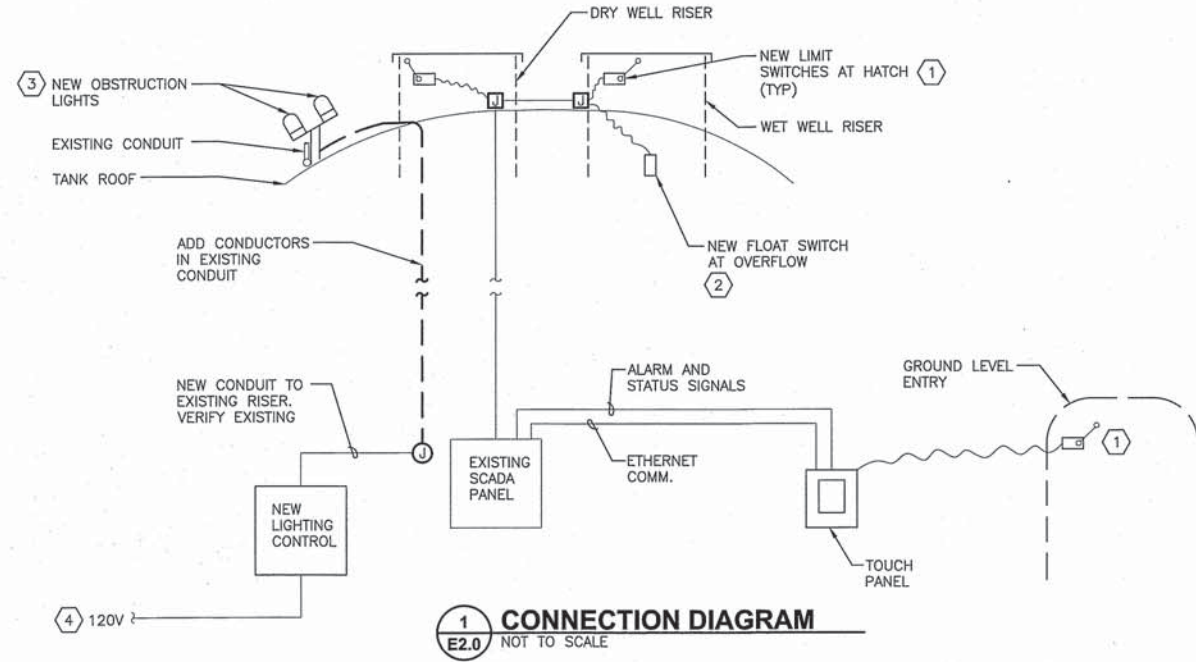 DRY WELL RISER
3 NEW OBSTRUCTION
LIGHTS
NEW LIMIT
SWITCHES AT HATCH 1
(TYP)
EXISTING CONDUIT
WET WELL RISER
TANK ROOF
J
J
ADD CONDUCTORS
IN EXISTING
CONDUIT
NEW FLOAT SWITCH
AT OVERFLOW
2
NEW CONDUIT TO
EXISTING RISER.
VERIFY EXISTING
ALARM AND
STATUS SIGNALS
GROUND LEVEL
ENTRY
1
J
EXISTING
SCADA
PANEL
ETHERNET
COMM.
NEW
LIGHTING
CONTROL
TOUCH
PANEL
4 120V
1
E2.0
CONNECTION DIAGRAM
NOT TO SCALE